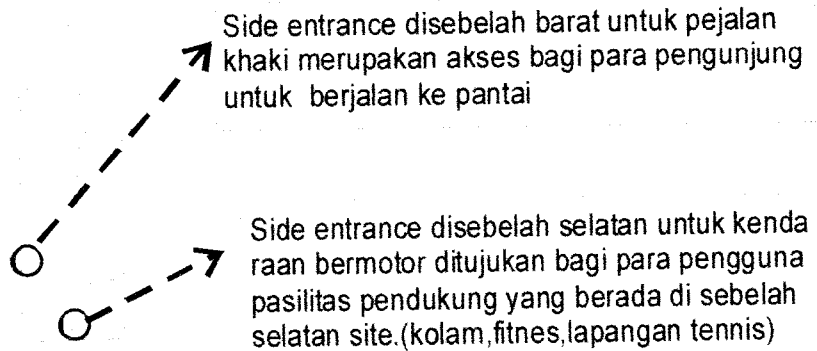 Side entrance disebelah barat untuk pejalan
khaki merupakan akses bagi para pengunjung
untuk berjalan ke pantai
Side entrance disebelah selatan untuk kenda
raan bermotor ditujukan bagi para pengguna
pasilitas pendukung yang berada di sebelah
selatan site.(kolam,fitnes,lapangan tennis)